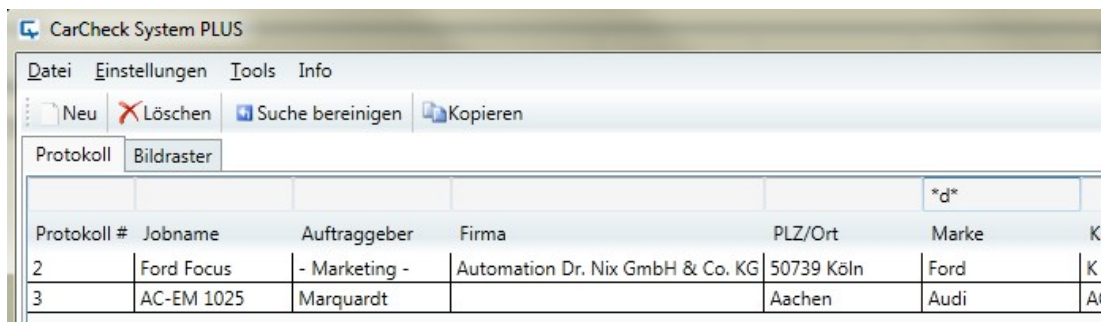 CarCheck System PLUS
Datei Einstellungen Tools Info
Neu Löschen Suche bereinigen Kopieren
Protokoll Bildraster
*d*
Protokoll # Jobname Auftraggeber Firma PLZ/Ort Marke K
2 Ford Focus - Marketing - Automation Dr. Nix GmbH & Co. KG 50739 Köln Ford K
3 AC-EM 1025 Marquardt Aachen Audi